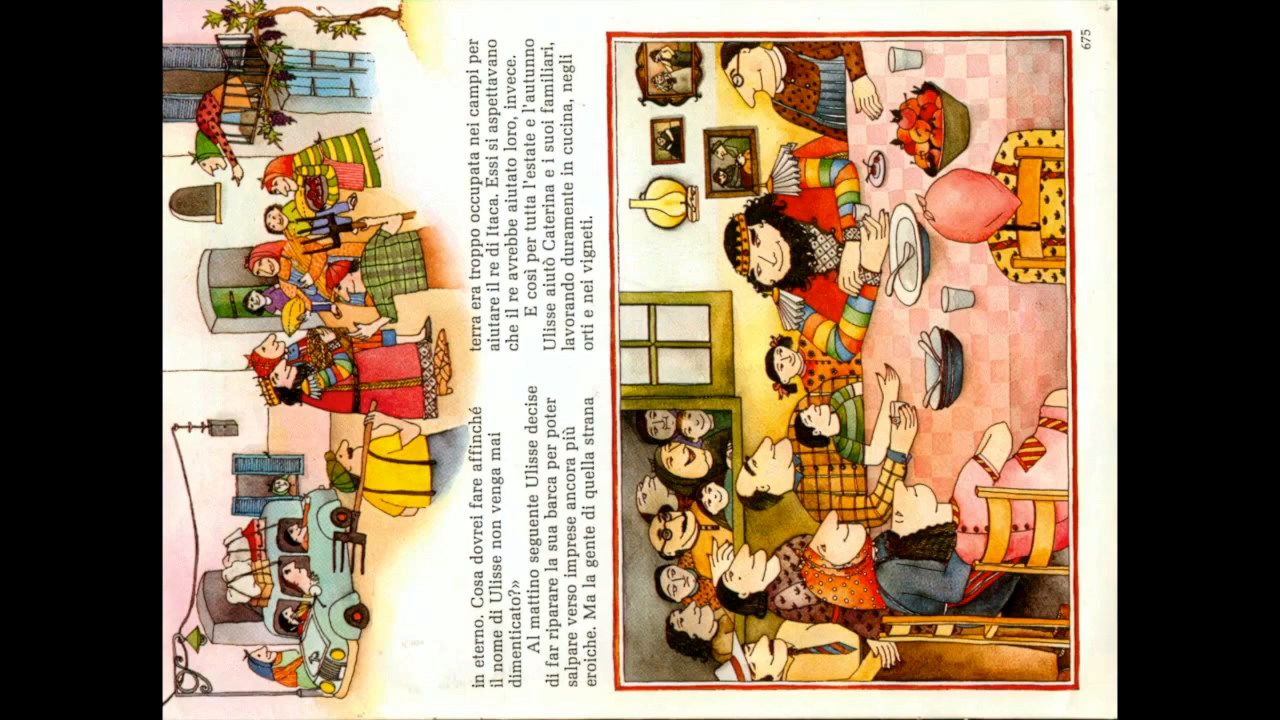 in eterno. Cosa dovrei fare affinché
il nome di Ulisse non venga mai
dimenticato?»
Al mattino seguente Ulisse decise
di far riparare la sua barca per poter
salpare verso imprese ancora più
eroiche. Ma la gente di quella strana
terra era troppo occupata nei campi per
aiutare il re di Itaca. Essi si aspettavano
che il re avrebbe aiutato loro, invece.
E così per tutta l'estate e l'autunno
Ulisse aiutò Caterina e i suoi familiari,
lavorando duramente in cucina, negli
orti e nei vigneti.
675